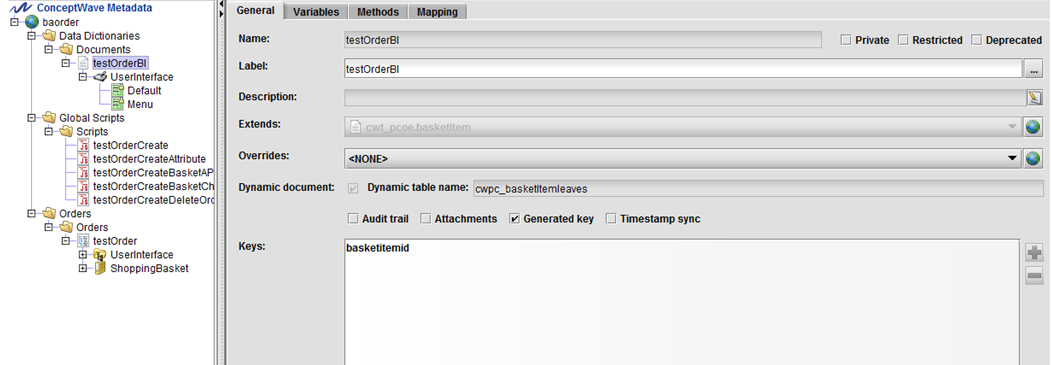 ConceptWave Metadata
baorder
Data Dictionaries
Documents
testOrderBI
UserInterface
Default
Menu
Global Scripts
Scripts
testOrderCreate
testOrderCreateAttribute
testOrderCreateBasketAP
testOrderCreateBasketCh
testOrderCreateDeleteOrd
Orders
Orders
testOrder
UserInterface
ShoppingBasket
General Variables Methods Mapping
Name: testOrderBI Private Restricted Deprecated
Label: testOrderBI ...
Description:
Extends: cwt_pcoe.basketItem
Overrides: <NONE>
Dynamic document: Dynamic table name: cwpc_basketItemleaves
Audit trail Attachments Generated key Timestamp sync
Keys: basketitemid